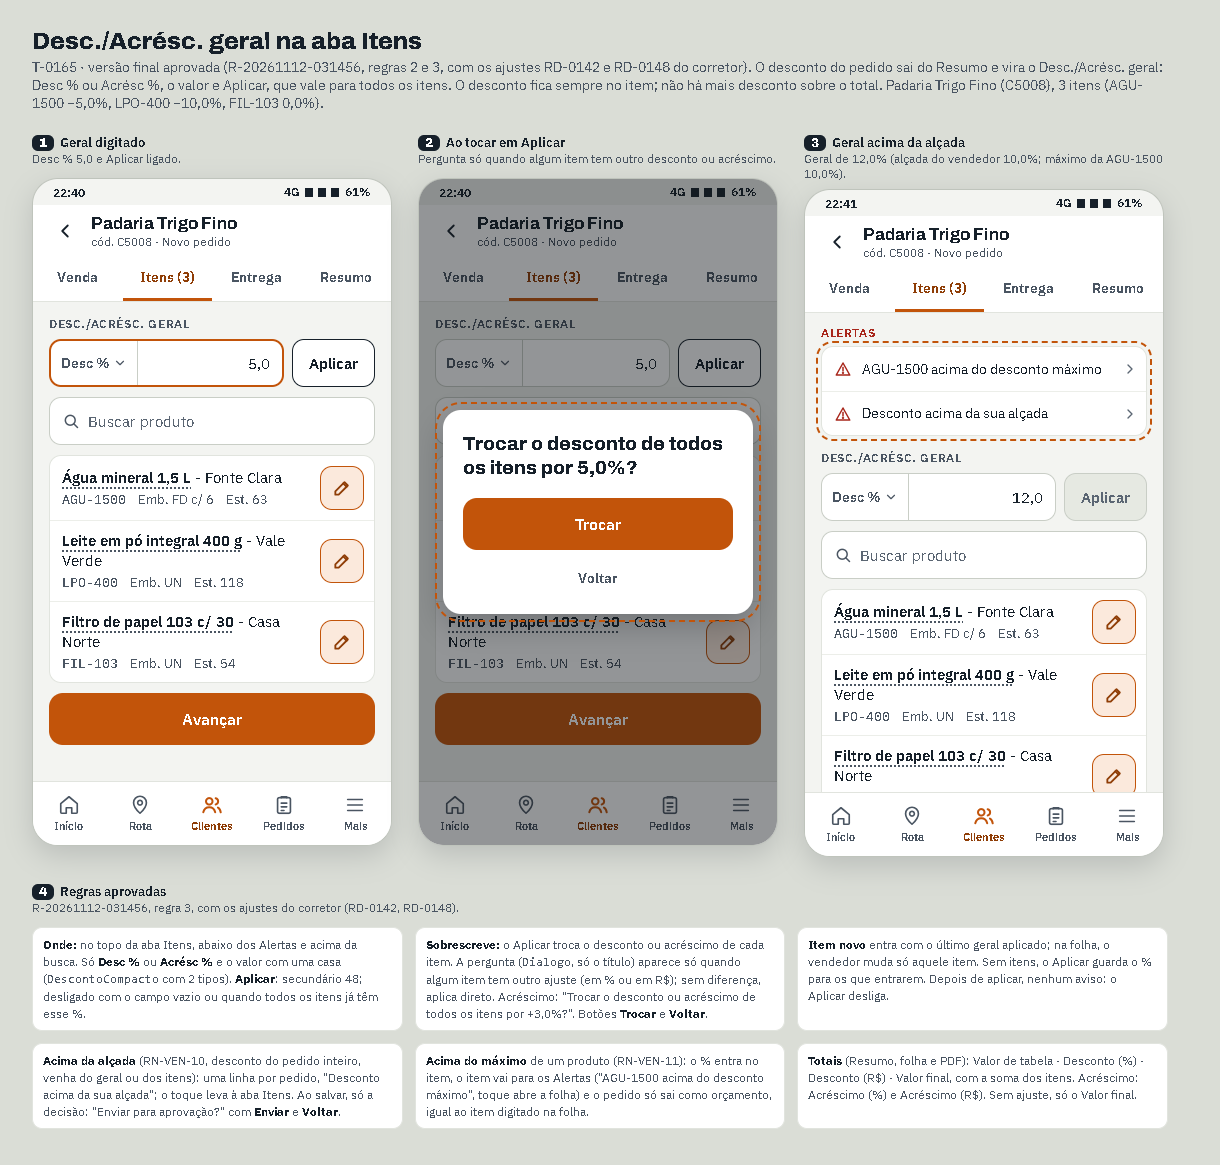 Desc./Acrésc. geral na aba Itens
T-0165 · versão final aprovada (R-20261112-031456, regras 2 e 3, com os ajustes RD-0142 e RD-0148 do corretor). O desconto do pedido sai do Resumo e vira o Desc./Acrésc. geral:
Desc % ou Acrésc %, o valor e Aplicar, que vale para todos os itens. O desconto fica sempre no item; não há mais desconto sobre o total. Padaria Trigo Fino (C5008), 3 itens (AGU-
1500 −5,0%, LPO-400 −10,0%, FIL-103 0,0%).
1 Geral digitado
Desc % 5,0 e Aplicar ligado.
22:40
4G 61%
Padaria Trigo Fino
cód. C5008 · Novo pedido
Venda Itens (3) Entrega Resumo
DESC./ACRÉSC. GERAL
Desc % 5,0 Aplicar
Buscar produto
Água mineral 1,5 L - Fonte Clara
AGU-1500 Emb. FD c/ 6 Est. 63
Leite em pó integral 400 g - Vale
Verde
LPO-400 Emb. UN Est. 118
Filtro de papel 103 c/ 30 - Casa
Norte
FIL-103 Emb. UN Est. 54
Avançar
Início Rota Clientes Pedidos Mais
2 Ao tocar em Aplicar
Pergunta só quando algum item tem outro desconto ou acréscimo.
22:40
4G 61%
Padaria Trigo Fino
cód. C5008 · Novo pedido
Venda Itens (3) Entrega Resumo
DESC./ACRÉSC. GERAL
Desc % 5,0 Aplicar
Trocar o desconto de todos
os itens por 5,0%?
Trocar
Voltar
Filtro de papel 103 c/ 30 - Casa
Norte
FIL-103 Emb. UN Est. 54
Avançar
Início Rota Clientes Pedidos Mais
3 Geral acima da alçada
Geral de 12,0% (alçada do vendedor 10,0%; máximo da AGU-1500
10,0%).
22:41
4G 61%
Padaria Trigo Fino
cód. C5008 · Novo pedido
Venda Itens (3) Entrega Resumo
ALERTAS
AGU-1500 acima do desconto máximo
Desconto acima da sua alçada
DESC./ACRÉSC. GERAL
Desc % 12,0 Aplicar
Buscar produto
Água mineral 1,5 L - Fonte Clara
AGU-1500 Emb. FD c/ 6 Est. 63
Leite em pó integral 400 g - Vale
Verde
LPO-400 Emb. UN Est. 118
Filtro de papel 103 c/ 30 - Casa
Norte
Início Rota Clientes Pedidos Mais
4 Regras aprovadas
R-20261112-031456, regra 3, com os ajustes do corretor (RD-0142, RD-0148).
Onde: no topo da aba Itens, abaixo dos Alertas e acima da
busca. Só Desc % ou Acrésc % e o valor com uma casa
(DescontoCompacto com 2 tipos). Aplicar: secundário 48;
desligado com o campo vazio ou quando todos os itens já têm
esse %.
Sobrescreve: o Aplicar troca o desconto ou acréscimo de cada
item. A pergunta (Dialogo, só o título) aparece só quando
algum item tem outro ajuste (em % ou em R$); sem diferença,
aplica direto. Acréscimo: "Trocar o desconto ou acréscimo de
todos os itens por +3,0%?". Botões Trocar e Voltar.
Item novo entra com o último geral aplicado; na folha, o
vendedor muda só aquele item. Sem itens, o Aplicar guarda o %
para os que entrarem. Depois de aplicar, nenhum aviso: o
Aplicar desliga.
Acima da alçada (RN-VEN-10, desconto do pedido inteiro,
venha do geral ou dos itens): uma linha por pedido, "Desconto
acima da sua alçada"; o toque leva à aba Itens. Ao salvar, só a
decisão: "Enviar para aprovação?" com Enviar e Voltar.
Acima do máximo de um produto (RN-VEN-11): o % entra no
item, o item vai para os Alertas ("AGU-1500 acima do desconto
máximo", toque abre a folha) e o pedido só sai como orçamento,
igual ao item digitado na folha.
Totais (Resumo, folha e PDF): Valor de tabela · Desconto (%) ·
Desconto (R$) · Valor final, com a soma dos itens. Acréscimo:
Acréscimo (%) e Acréscimo (R$). Sem ajuste, só o Valor final.